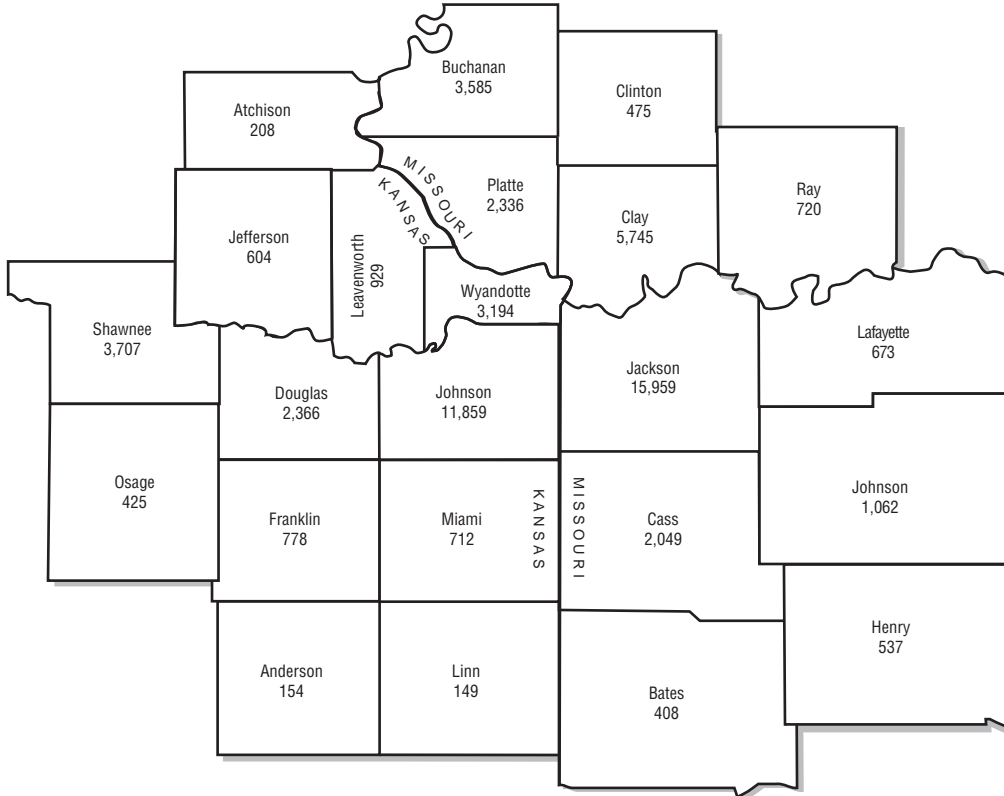 Buchanan
3,585
Clinton
475
Atchison
208
MISSOURI
KANSAS
Platte
2,336
Ray
720
Clay
5,745
Jefferson
604
Leavenworth
929
Wyandotte
3,194
Shawnee
3,707
Lafayette
673
Jackson
15,959
Douglas
2,366
Johnson
11,859
Osage
425
Johnson
1,062
Franklin
778
Miami
712
KANSAS
MISSOURI
Cass
2,049
Henry
537
Anderson
154
Linn
149
Bates
408